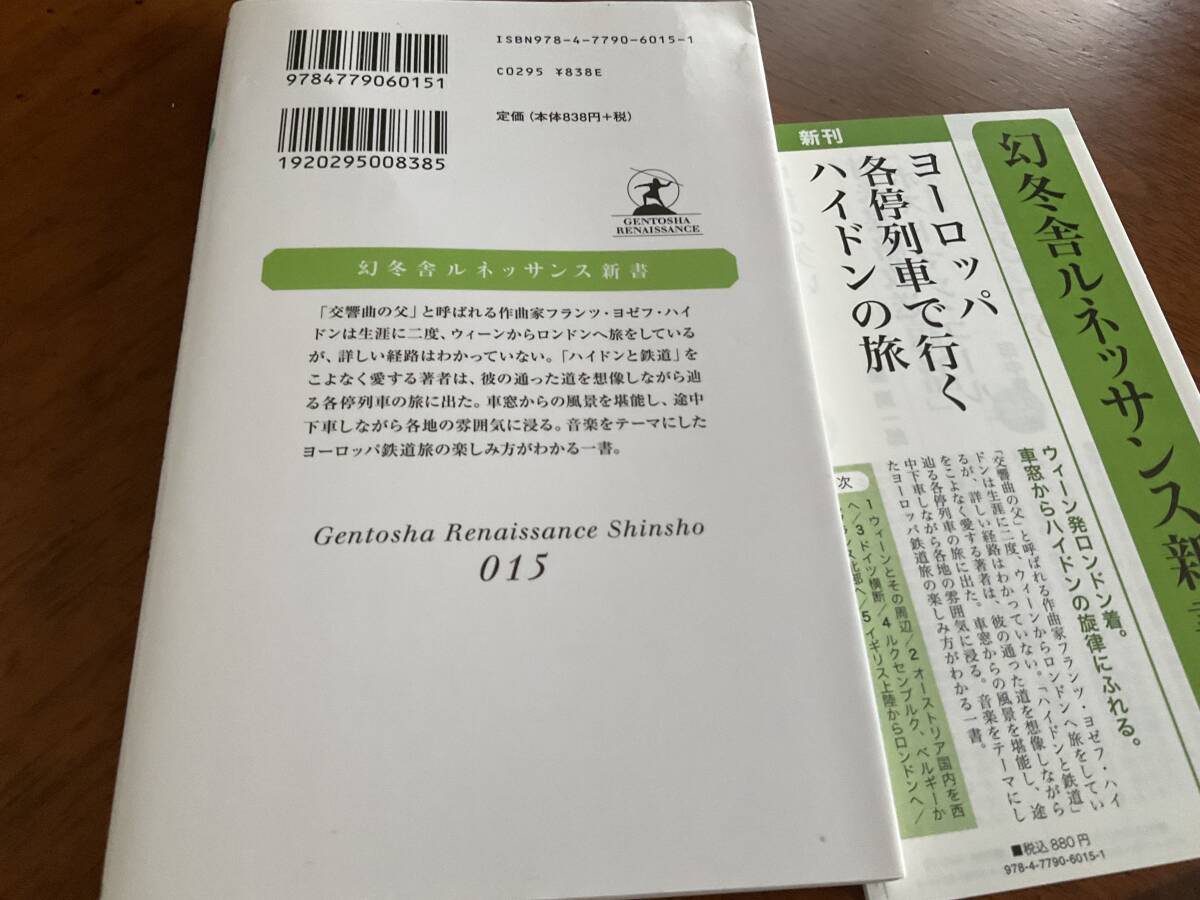 ISBN978-4-7790-6015-1
9784779060151
C0295 ¥838E
定価(本体838円+税)
1920295008385
GENTOSHA
RENAISSANCE
幻冬舎ルネッサンス新書
「交響曲の父」と呼ばれる作曲家フランツ・ヨゼフ・ハイ
ドンは生涯に二度、ウィーンからロンドンへ旅をしている
が、詳しい経路はわかっていない。「ハイドンと鉄道」を
こよなく愛する著者は、彼の通った道を想像しながら辿
る各停列車の旅に出た。車窓からの風景を堪能し、途中
下車しながら各地の雰囲気に浸る。音楽をテーマにした
ヨーロッパ鉄道旅の楽しみ方がわかる一書。
Gentosha Renaissance Shinsho
015
幻冬舎ルネッサンス新
新刊
ヨーロッパ
各停列車で行く
ハイドンの旅
ウィーン発ロンドン着。
車窓からハイドンの旋律にふれる。
『交響曲の父』と呼ばれる作曲家フランツ・ヨゼフ・ハイ
ドンは生涯に二度、ウィーンからロンドンへ旅をしてい
るが、詳しい経路はわかっていない。「ハイドンと鉄道」
をこよなく愛する著者は、彼の通った道を想像しながら
辿る各停列車の旅に出た。車窓からの風景を堪能し、途
中下車しながら各地の雰囲気に浸る。音楽をテーマにし
たヨーロッパ鉄道旅の楽しみ方がわかる一書。
次
1 ウィーンとその周辺/2 オーストリア国内を西
へ/3 ドイツ横断/4 ルクセンブルク、ベルギーか
ランス北部へ/5 イギリス上陸からロンドンへ/
■税込880円
978-4-7790-6015-1